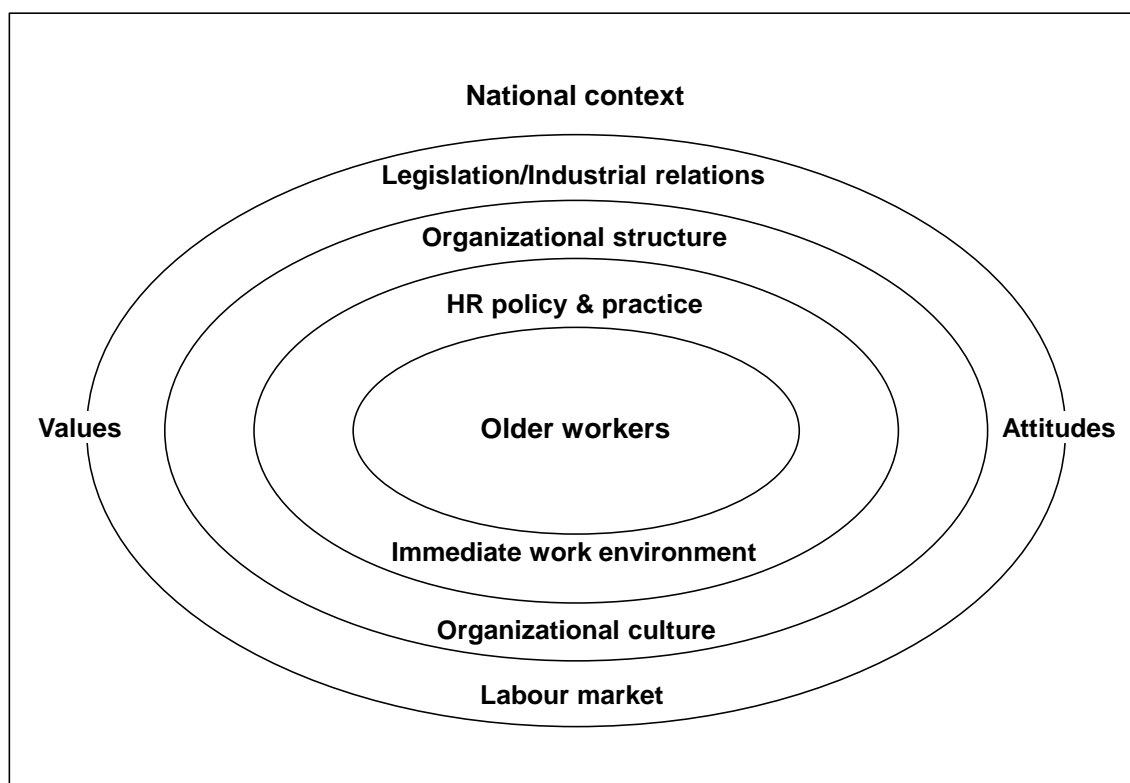 National context
Legislation/Industrial relations
Organizational structure
HR policy & practice
Values
Older workers
Attitudes
Immediate work environment
Organizational culture
Labour market